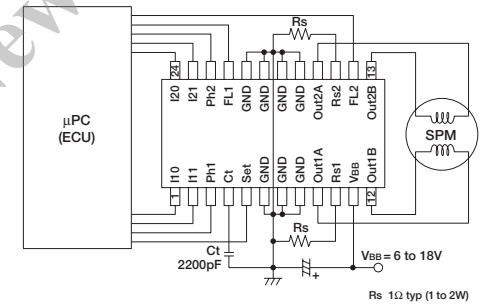 ew
Rs
24
13
I20
I21
Ph2
FL1
GND
GND
GND
GND
Out2A
Rs2
FL2
Out2B
µPC
(ECU)
SPM
I10
I11
Ph1
Ct
Set
GND
GND
GND
GND
Out1A
Rs1
VBB
Out1B
1
12
Rs
Ct
2200pF
+
VBB = 6 to 18V
Rs 1Ω typ (1 to 2W)